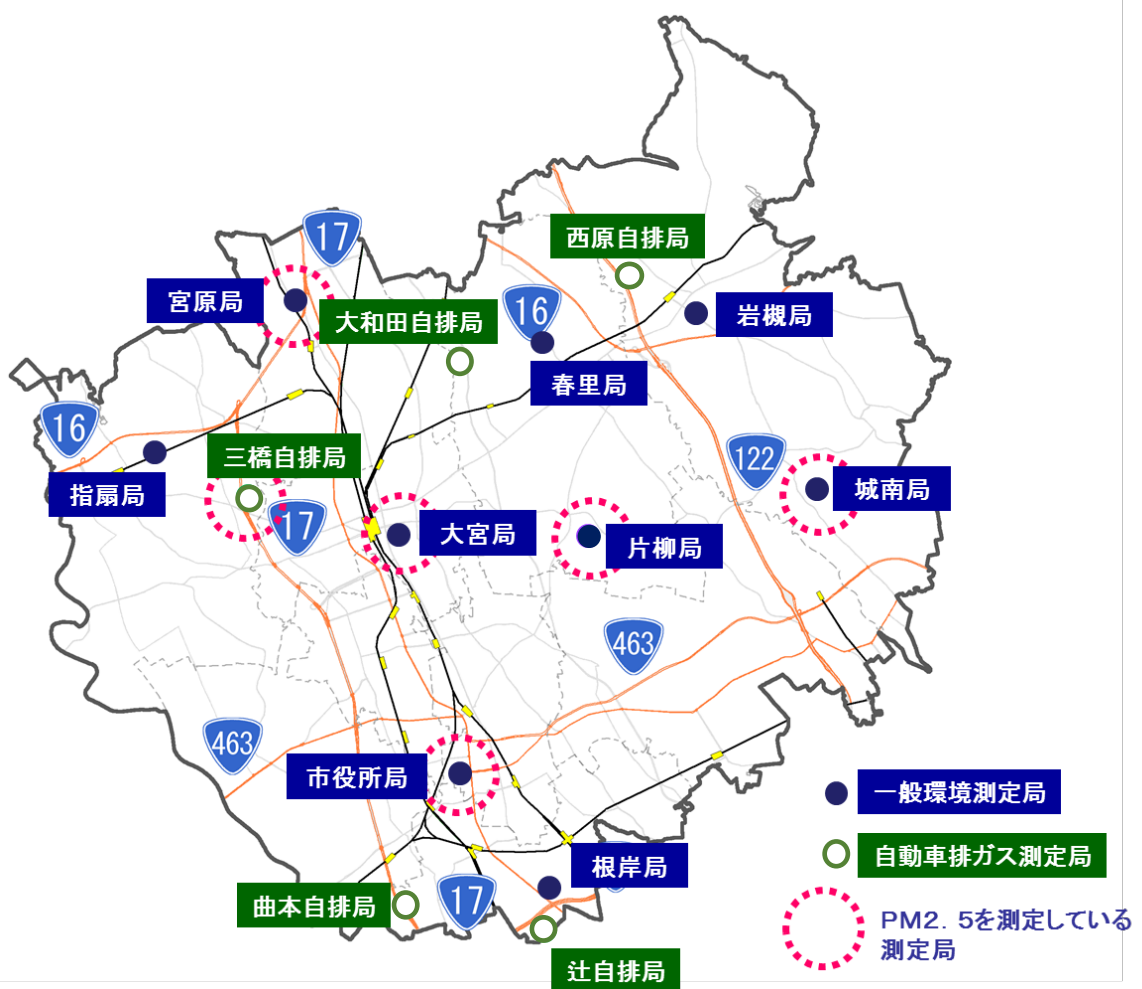 17
西原自排局
宮原局
大和田自排局
16
岩槻局
春里局
16
三橋自排局
122
指扇局
城南局
17
大宮局
片柳局
463
463
市役所局
一般環境測定局
自動車排ガス測定局
根岸局
曲本自排局
17
PM2．5を測定している
測定局
辻自排局